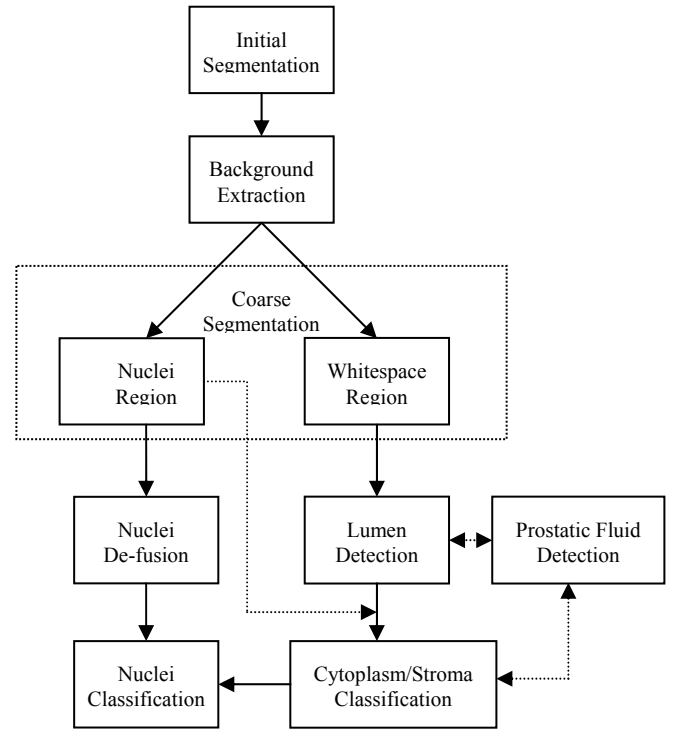 Initial
Segmentation
Background
Extraction
Coarse
Segmentation
Nuclei
Region
Whitespace
Region
Nuclei
De-fusion
Lumen
Detection
Prostatic Fluid
Detection
Nuclei
Classification
Cytoplasm/Stroma
Classification